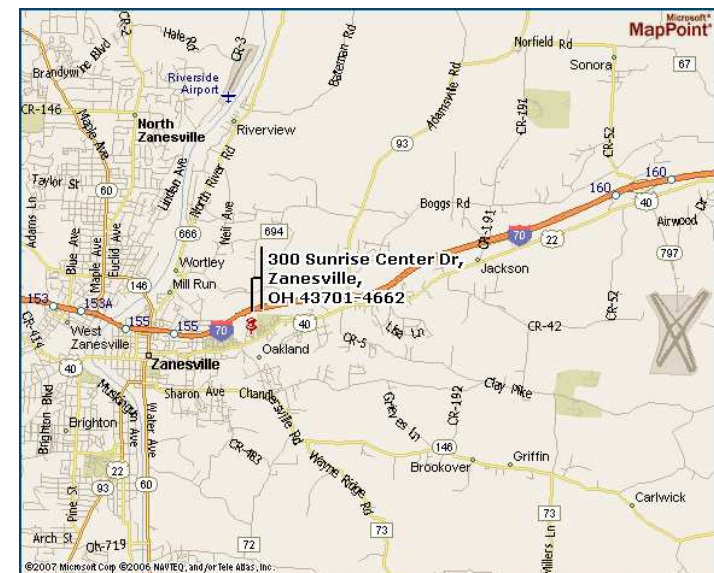 Microsoft®
MapPoint®
CR-2
Hale Rd
CR-3
Bateman Rd
Norfield Rd
Sonora
67
Brandywine Blvd
Riverside
Airport
Adamsville Rd
CR-191
CR-146
North
Zanesville
Riverview
93
CR-52
Maple Ave
Linden Ave
North River Rd
Taylor St
60
160
160
Boggs Rd
40
Adams Ln
Neil Ave
694
CR-191
Airwood Dr
666
70
22
Blue Ave
Maple Ave
Euclid Ave
Wortley
797
300 Sunrise Center Dr,
Zanesville,
OH 43701-4662
Jackson
146
Mill Run
153
153A
155
155
70
40
Lisa Ln
CR-42
CR-52
West
Zanesville
CR-414
Zanesville
Oakland
CR-5
40
Clay Pike
Sharon Ave
Chandlersville Rd
Muskingum Ave
Water Ave
Greeves Ln
CR-192
Brighton Blvd
Brighton
CR-483
146
Griffin
Brookover
22
Wayne Ridge Rd
93
60
Carlwick
Pine St
73
73
Arch St
Oh-719
72
Millers Ln
©2007 Microsoft Corp ©2006 NAVTEQ, and/or Tele Atlas, Inc.